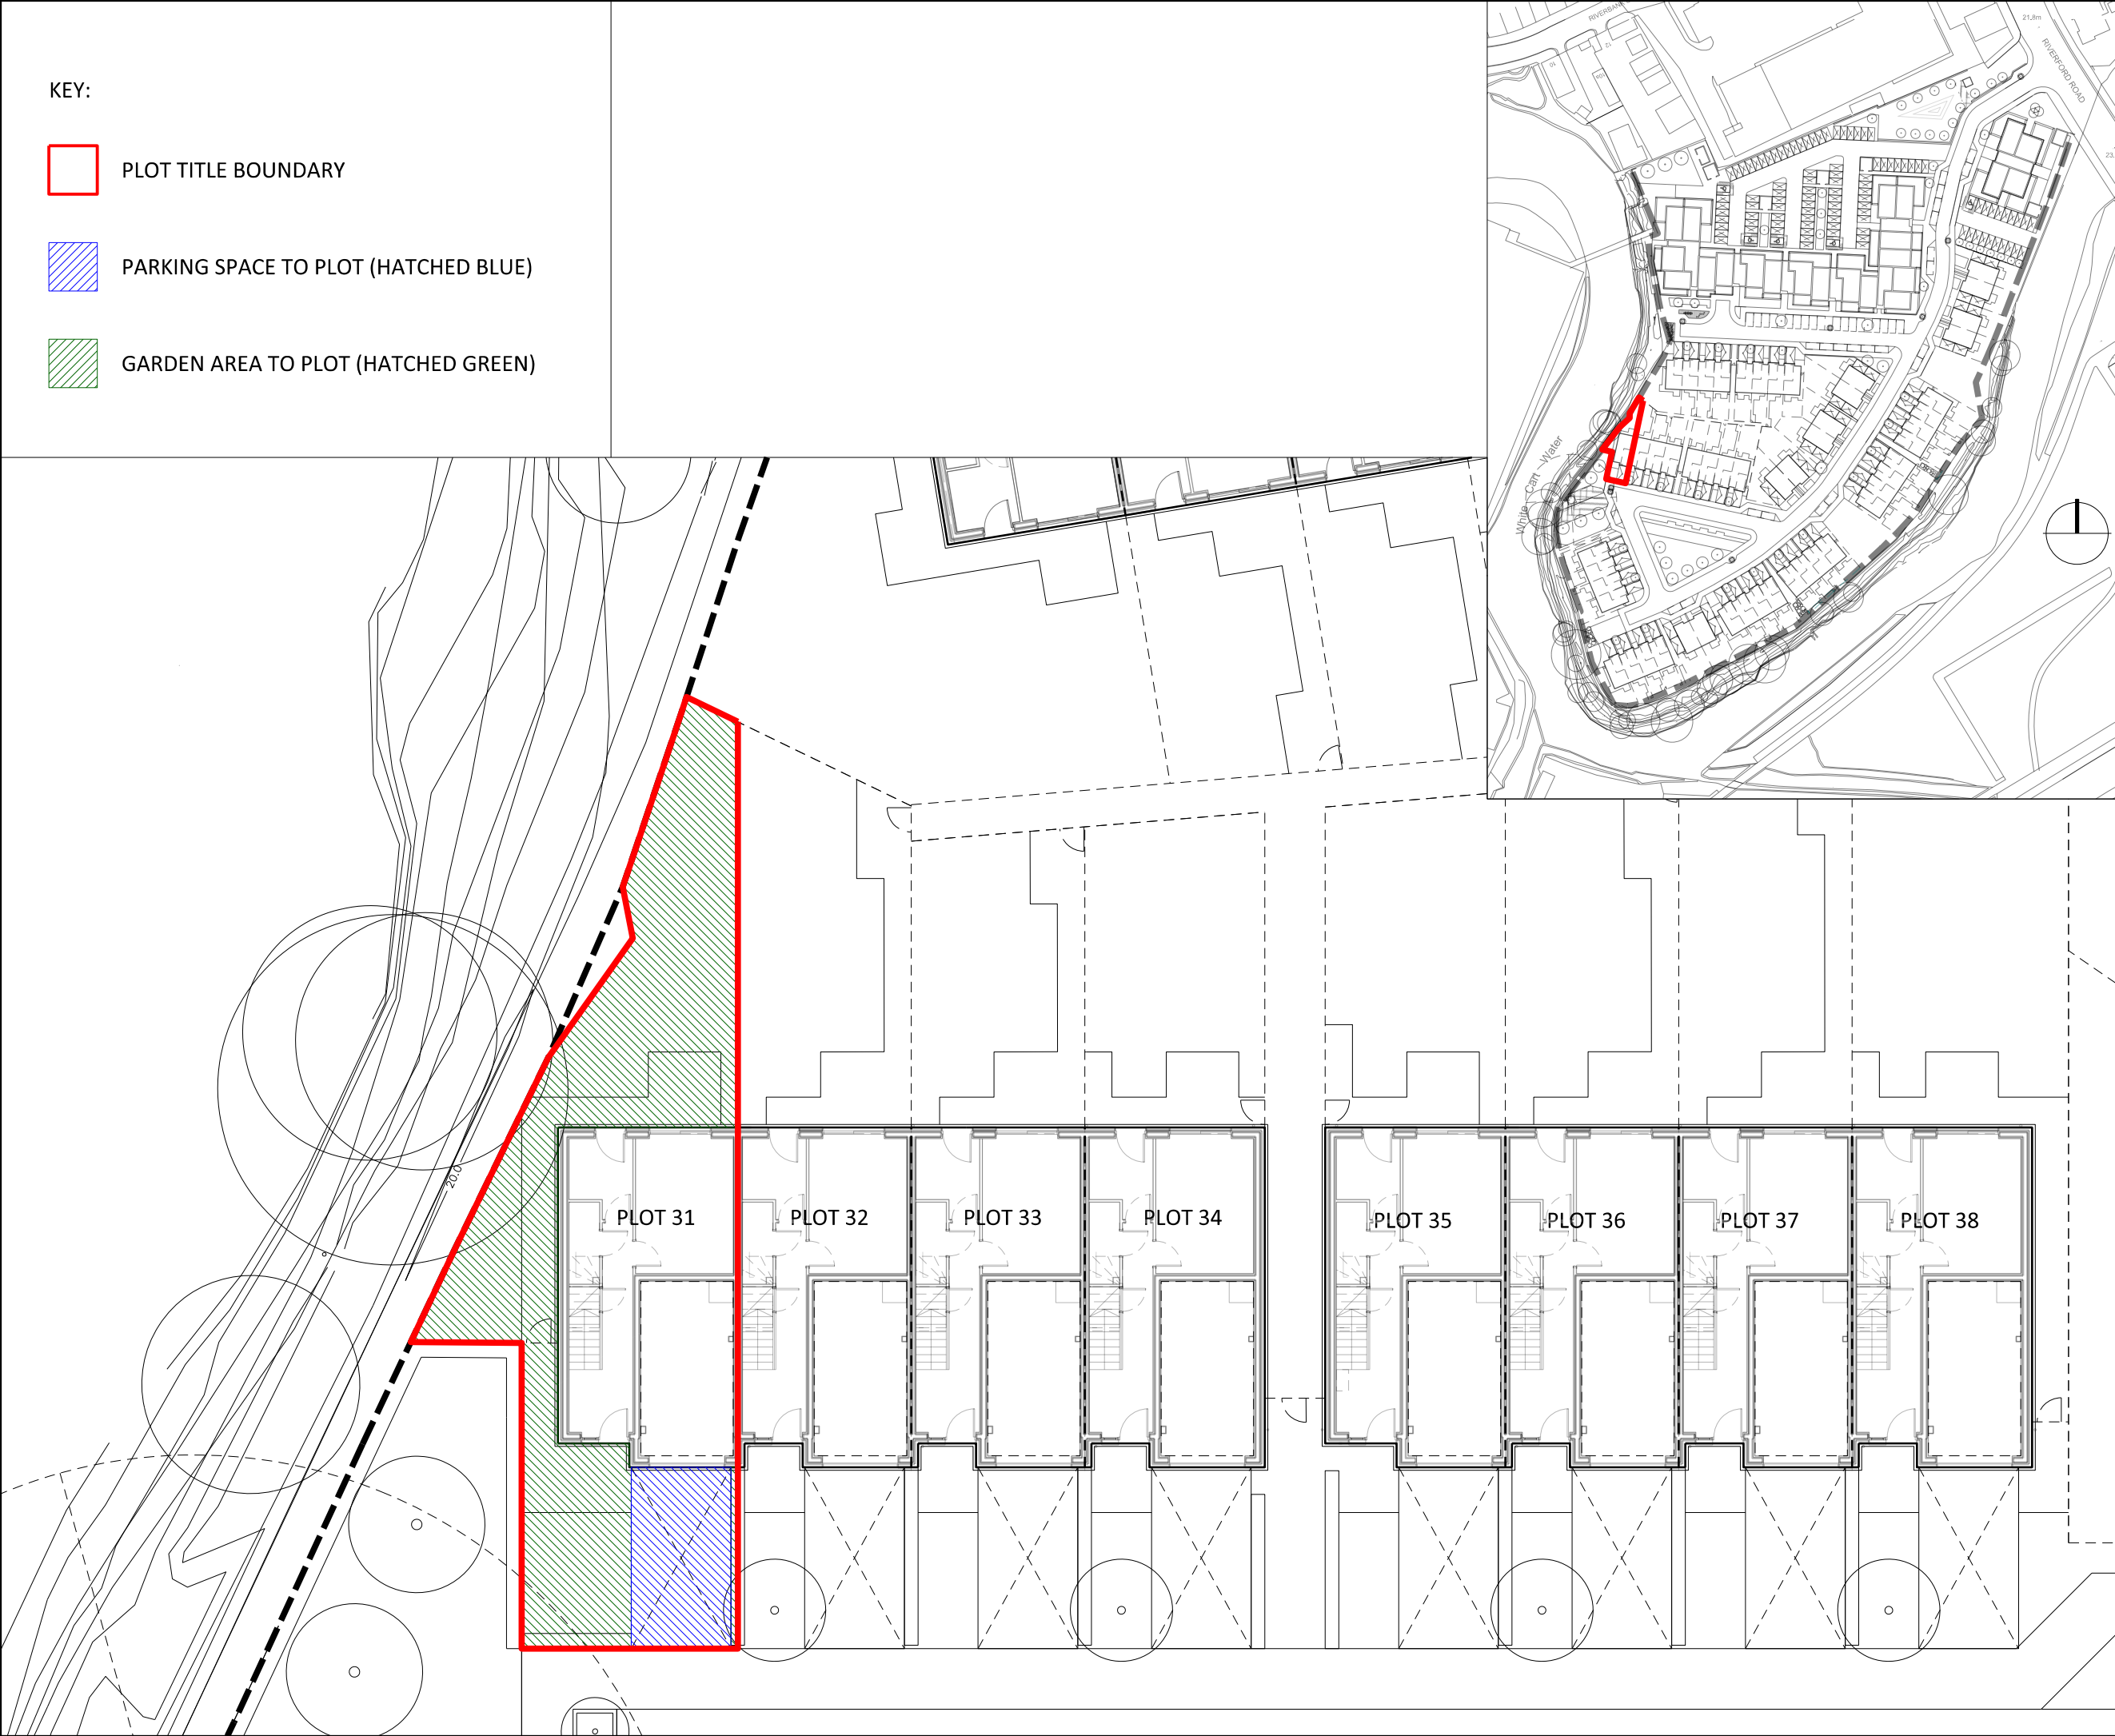 KEY:
PLOT TITLE BOUNDARY
PARKING SPACE TO PLOT (HATCHED BLUE)
GARDEN AREA TO PLOT (HATCHED GREEN)
21.8m
RIVERFORD ROAD
White Cart Water
20.0
PLOT 31
PLOT 32
PLOT 33
PLOT 34
PLOT 35
PLOT 36
PLOT 37
PLOT 38